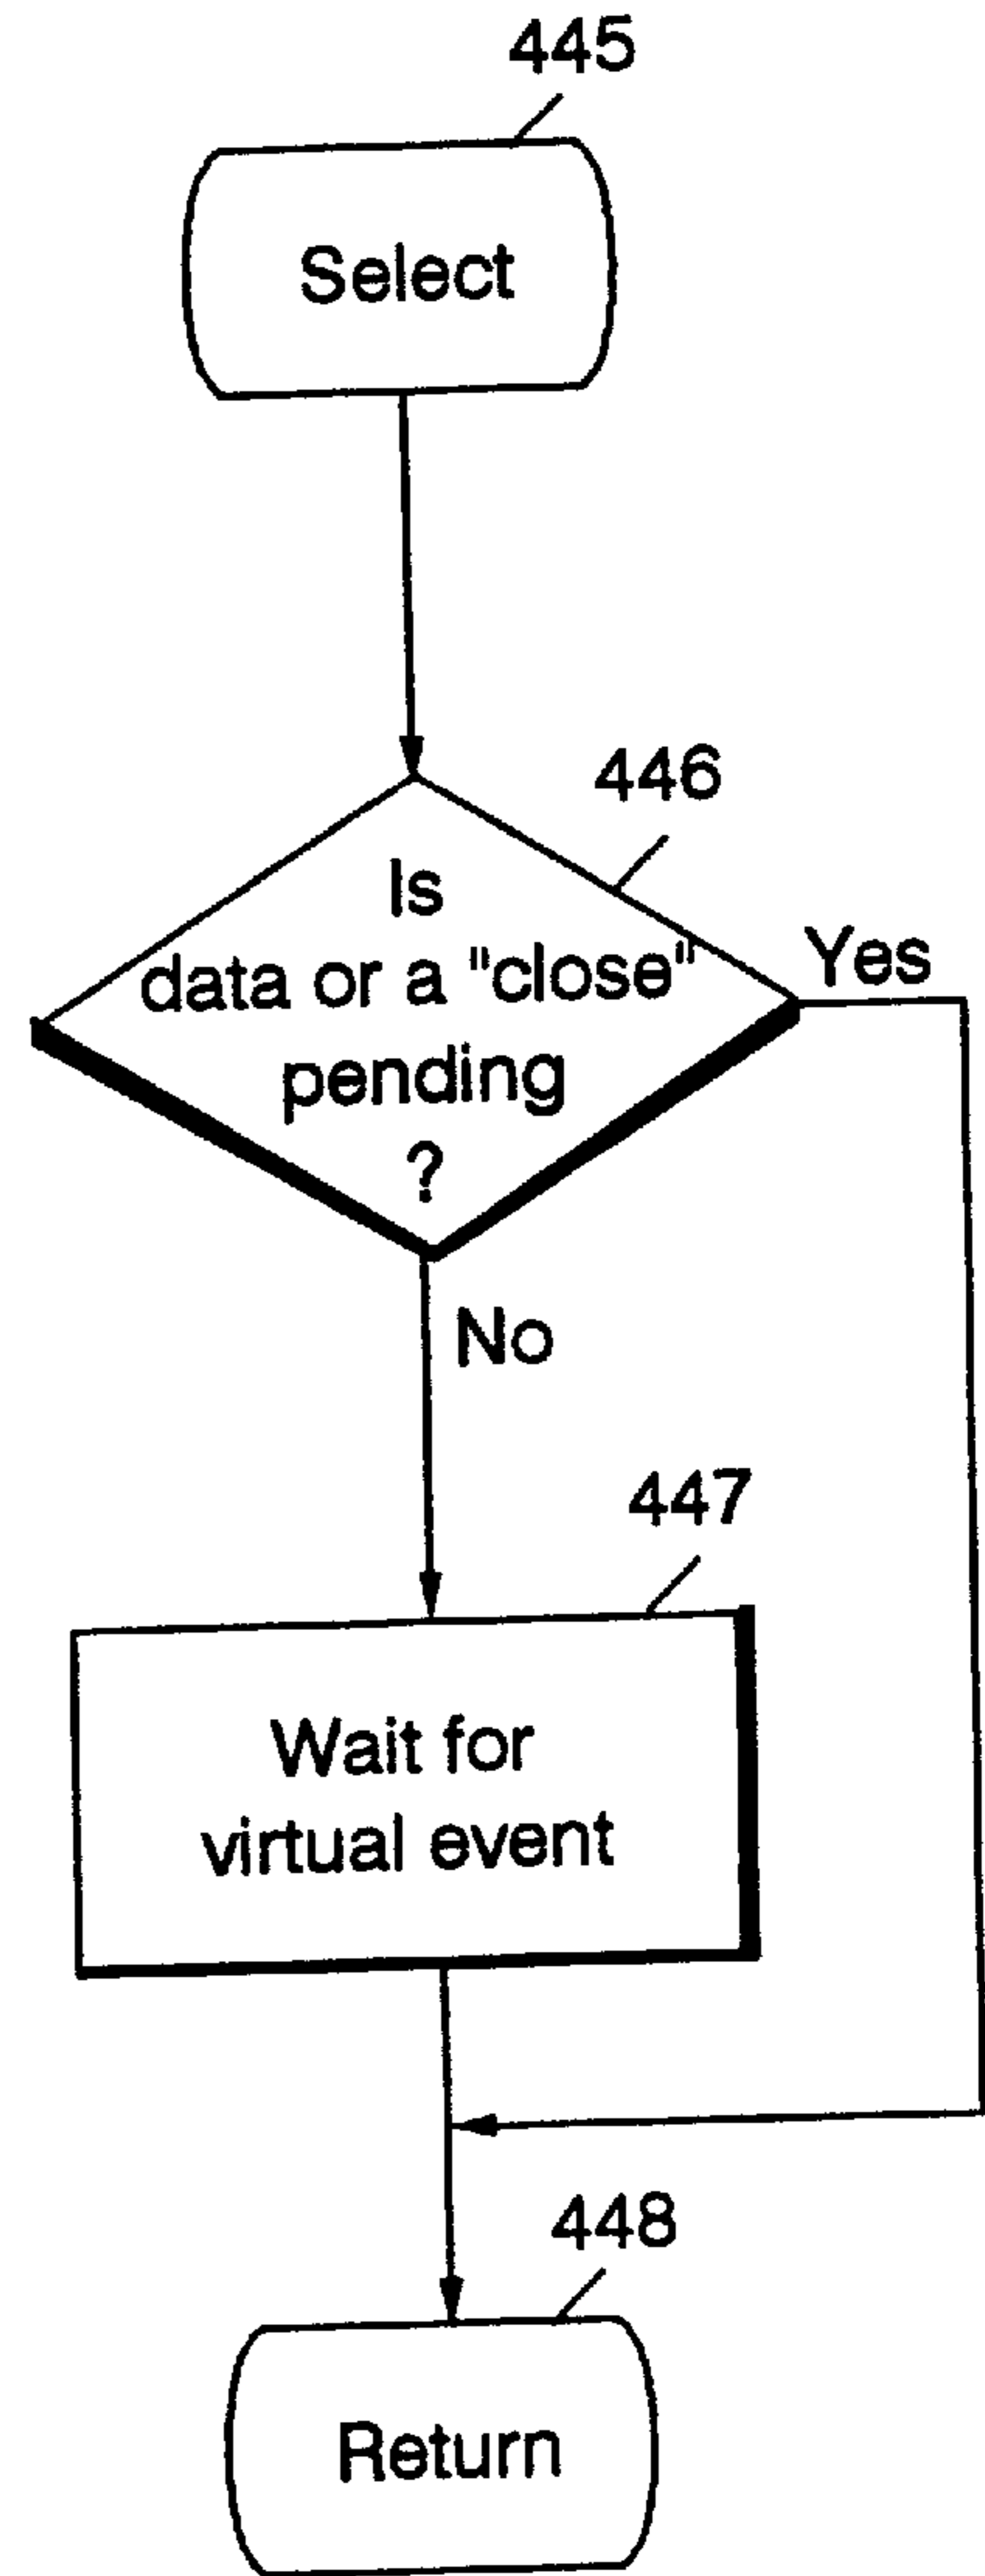 445
Select
446
Is
data or a "close"
pending
?
Yes
No
447
Wait for
virtual event
448
Return